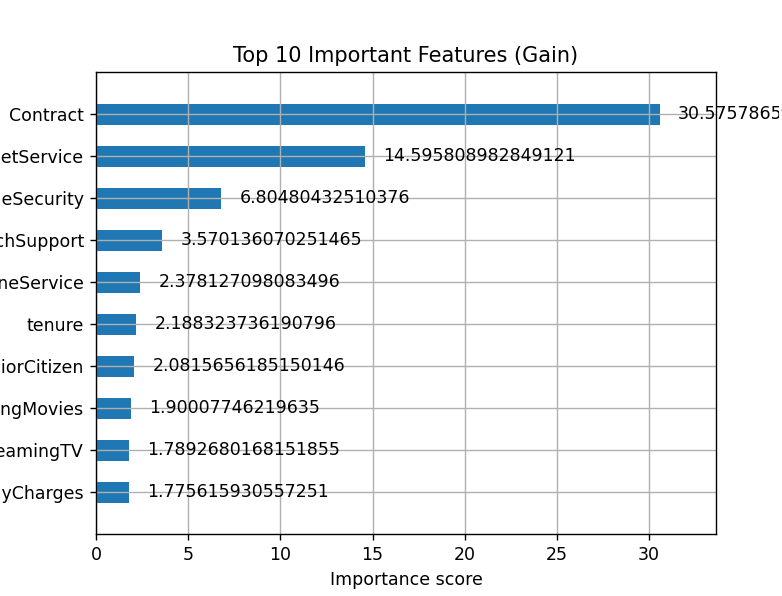 Top 10 Important Features (Gain)
Contract 30.5757865
etService 14.595808982849121
eSecurity 6.80480432510376
chSupport 3.570136070251465
neService 2.378127098083496
tenure 2.188323736190796
iorCitizen 2.0815656185150146
ngMovies 1.90007746219635
eamingTV 1.7892680168151855
yCharges 1.775615930557251
0 5 10 15 20 25 30
Importance score